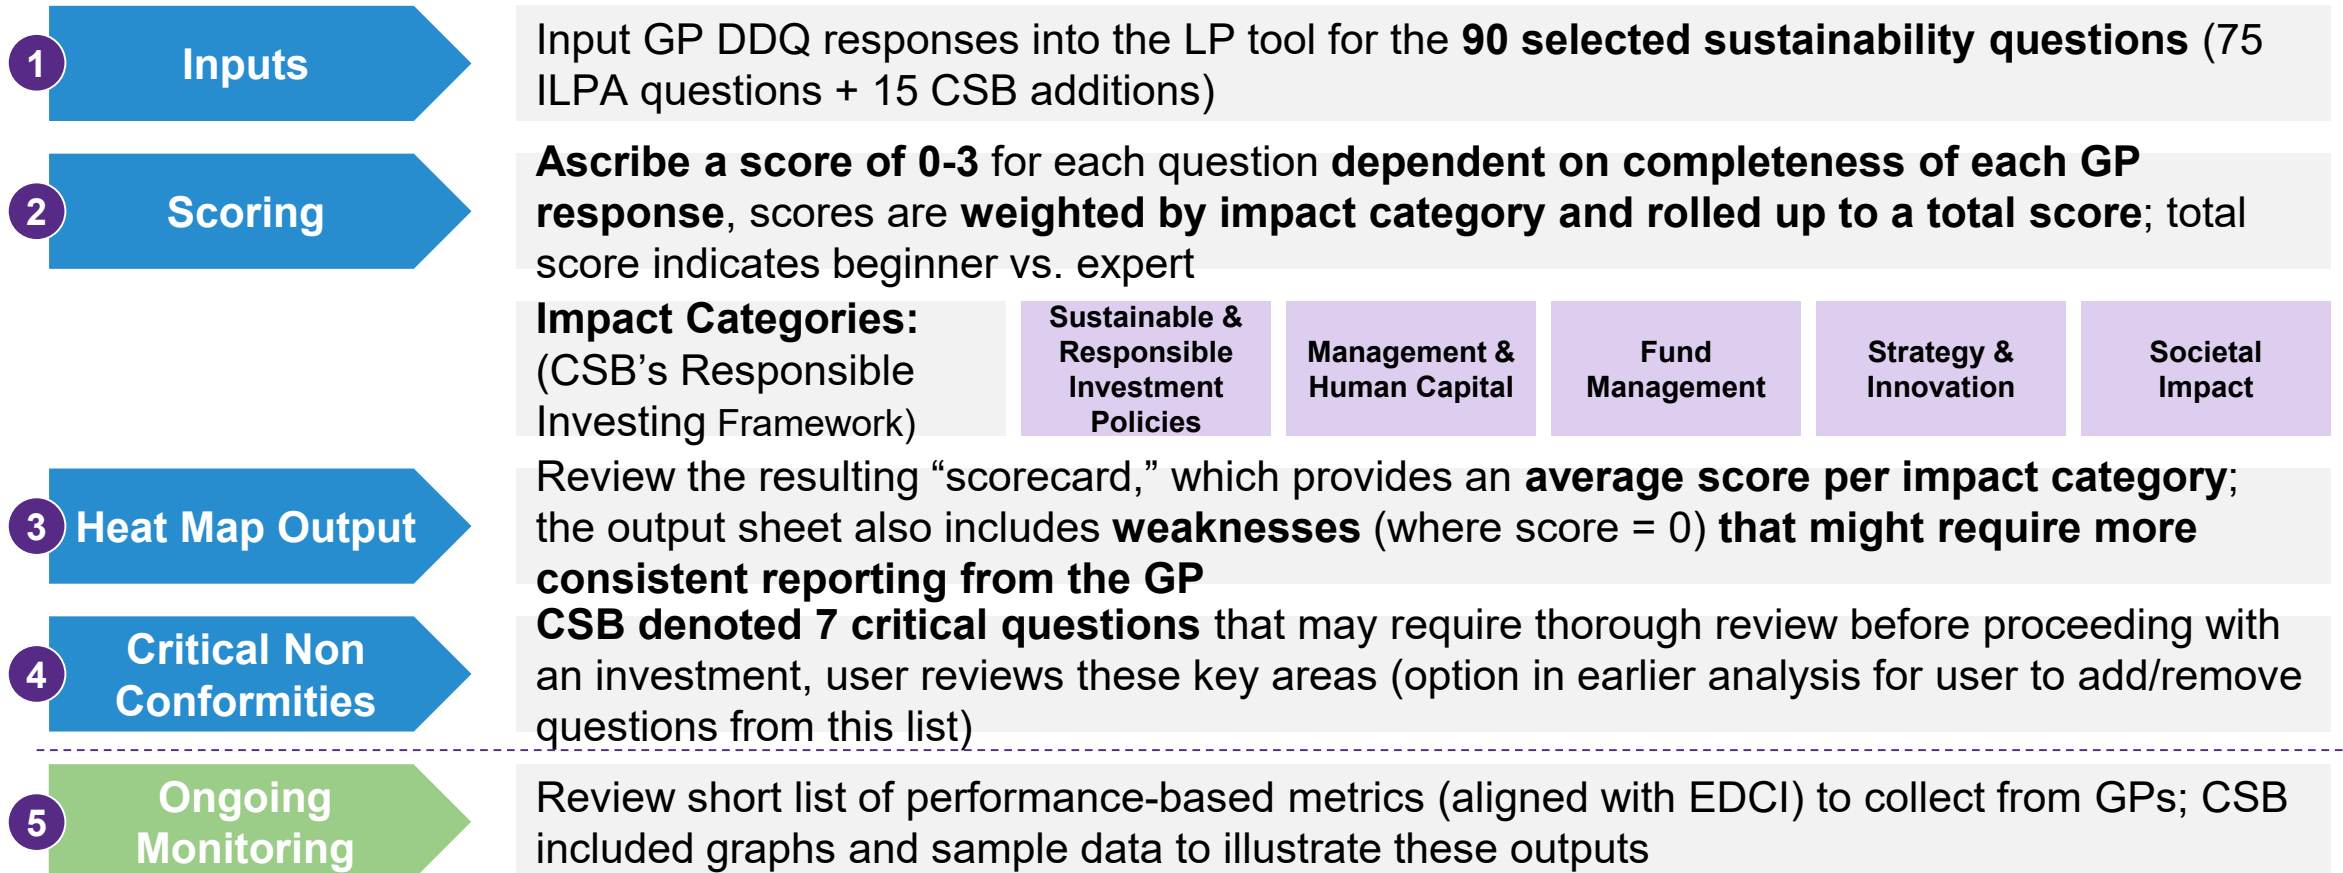 1
Inputs
Input GP DDQ responses into the LP tool for the 90 selected sustainability questions (75
ILPA questions + 15 CSB additions)
2
Scoring
Ascribe a score of 0-3 for each question dependent on completeness of each GP
response, scores are weighted by impact category and rolled up to a total score; total
score indicates beginner vs. expert
Impact Categories:
(CSB's Responsible
Investing Framework)
Sustainable &
Responsible
Investment
Policies
Management &
Human Capital
Fund
Management
Strategy &
Innovation
Societal
Impact
3
Heat Map Output
Review the resulting “scorecard,” which provides an average score per impact category;
the output sheet also includes weaknesses (where score = 0) that might require more
consistent reporting from the GP
4
Critical Non
Conformities
CSB denoted 7 critical questions that may require thorough review before proceeding with
an investment, user reviews these key areas (option in earlier analysis for user to add/remove
questions from this list)
5
Ongoing
Monitoring
Review short list of performance-based metrics (aligned with EDCI) to collect from GPs; CSB
included graphs and sample data to illustrate these outputs